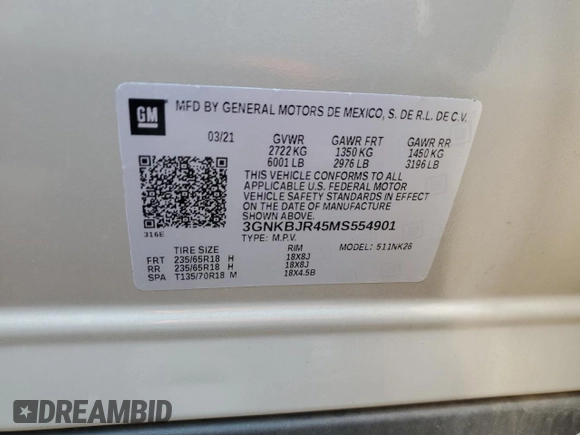 GM
MFD BY GENERAL MOTORS DE MEXICO, S. DE R.L. DE C.V.
03/21 GVWR GAWR FRT GAWR RR
2722 KG 1350 KG 1450 KG
6001 LB 2976 LB 3196 LB
THIS VEHICLE CONFORMS TO ALL
APPLICABLE U.S. FEDERAL MOTOR
VEHICLE SAFETY STANDARDS IN EFFECT
ON THE DATE OF MANUFACTURE
SHOWN ABOVE.
3GNKBJR45MS554901
316E
TYPE: M.P.V. MODEL: 511NK26
TIRE SIZE RIM
FRT 235/65R18 H 18X8J
RR 235/65R18 H 18X8J
SPA T135/70R18 M 18X4.5B
DREAMBID